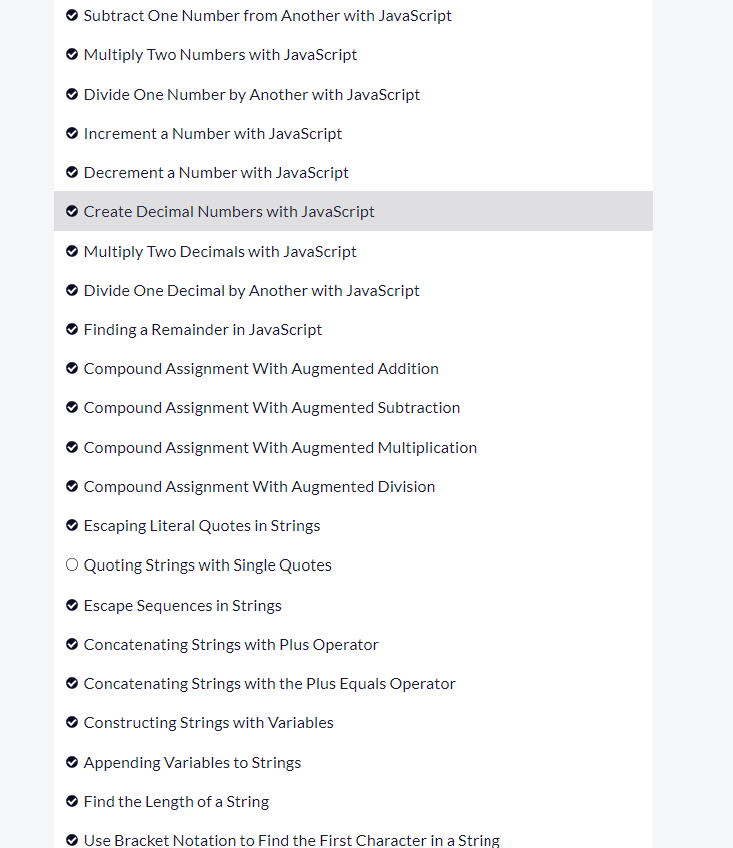 Subtract One Number from Another with JavaScript
Multiply Two Numbers with JavaScript
Divide One Number by Another with JavaScript
Increment a Number with JavaScript
Decrement a Number with JavaScript
Create Decimal Numbers with JavaScript
Multiply Two Decimals with JavaScript
Divide One Decimal by Another with JavaScript
Finding a Remainder in JavaScript
Compound Assignment With Augmented Addition
Compound Assignment With Augmented Subtraction
Compound Assignment With Augmented Multiplication
Compound Assignment With Augmented Division
Escaping Literal Quotes in Strings
Quoting Strings with Single Quotes
Escape Sequences in Strings
Concatenating Strings with Plus Operator
Concatenating Strings with the Plus Equals Operator
Constructing Strings with Variables
Appending Variables to Strings
Find the Length of a String
Use Bracket Notation to Find the First Character in a String